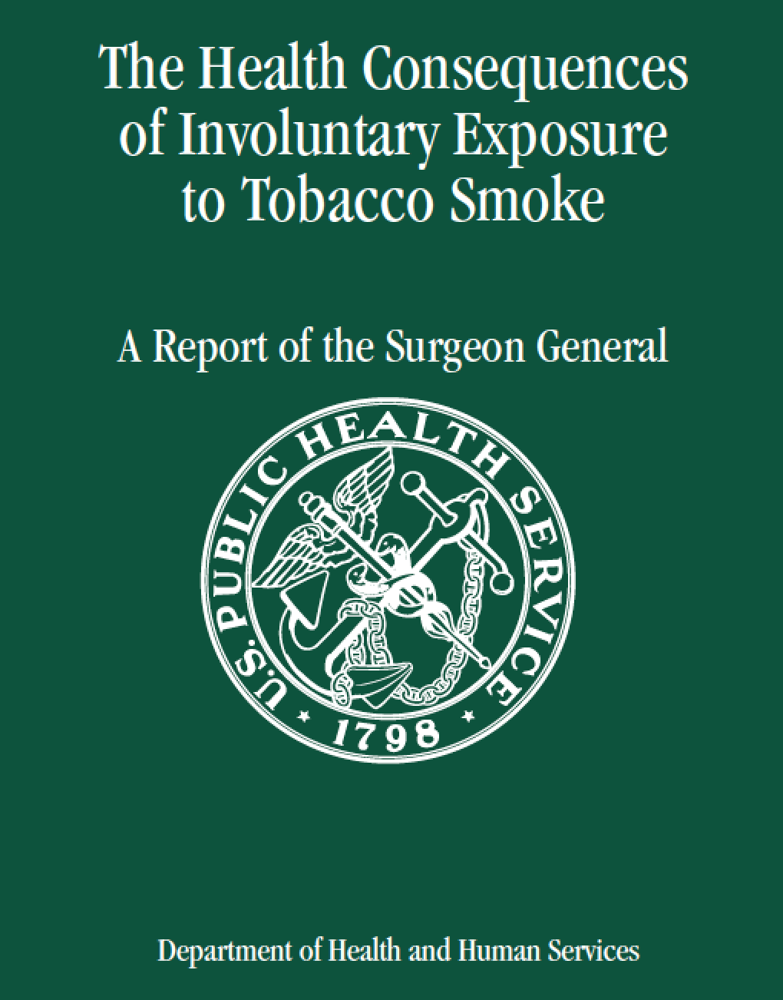 The Health Consequences
of Involuntary Exposure
to Tobacco Smoke
A Report of the Surgeon General
U.S. PUBLIC HEALTH SERVICE
1798
Department of Health and Human Services